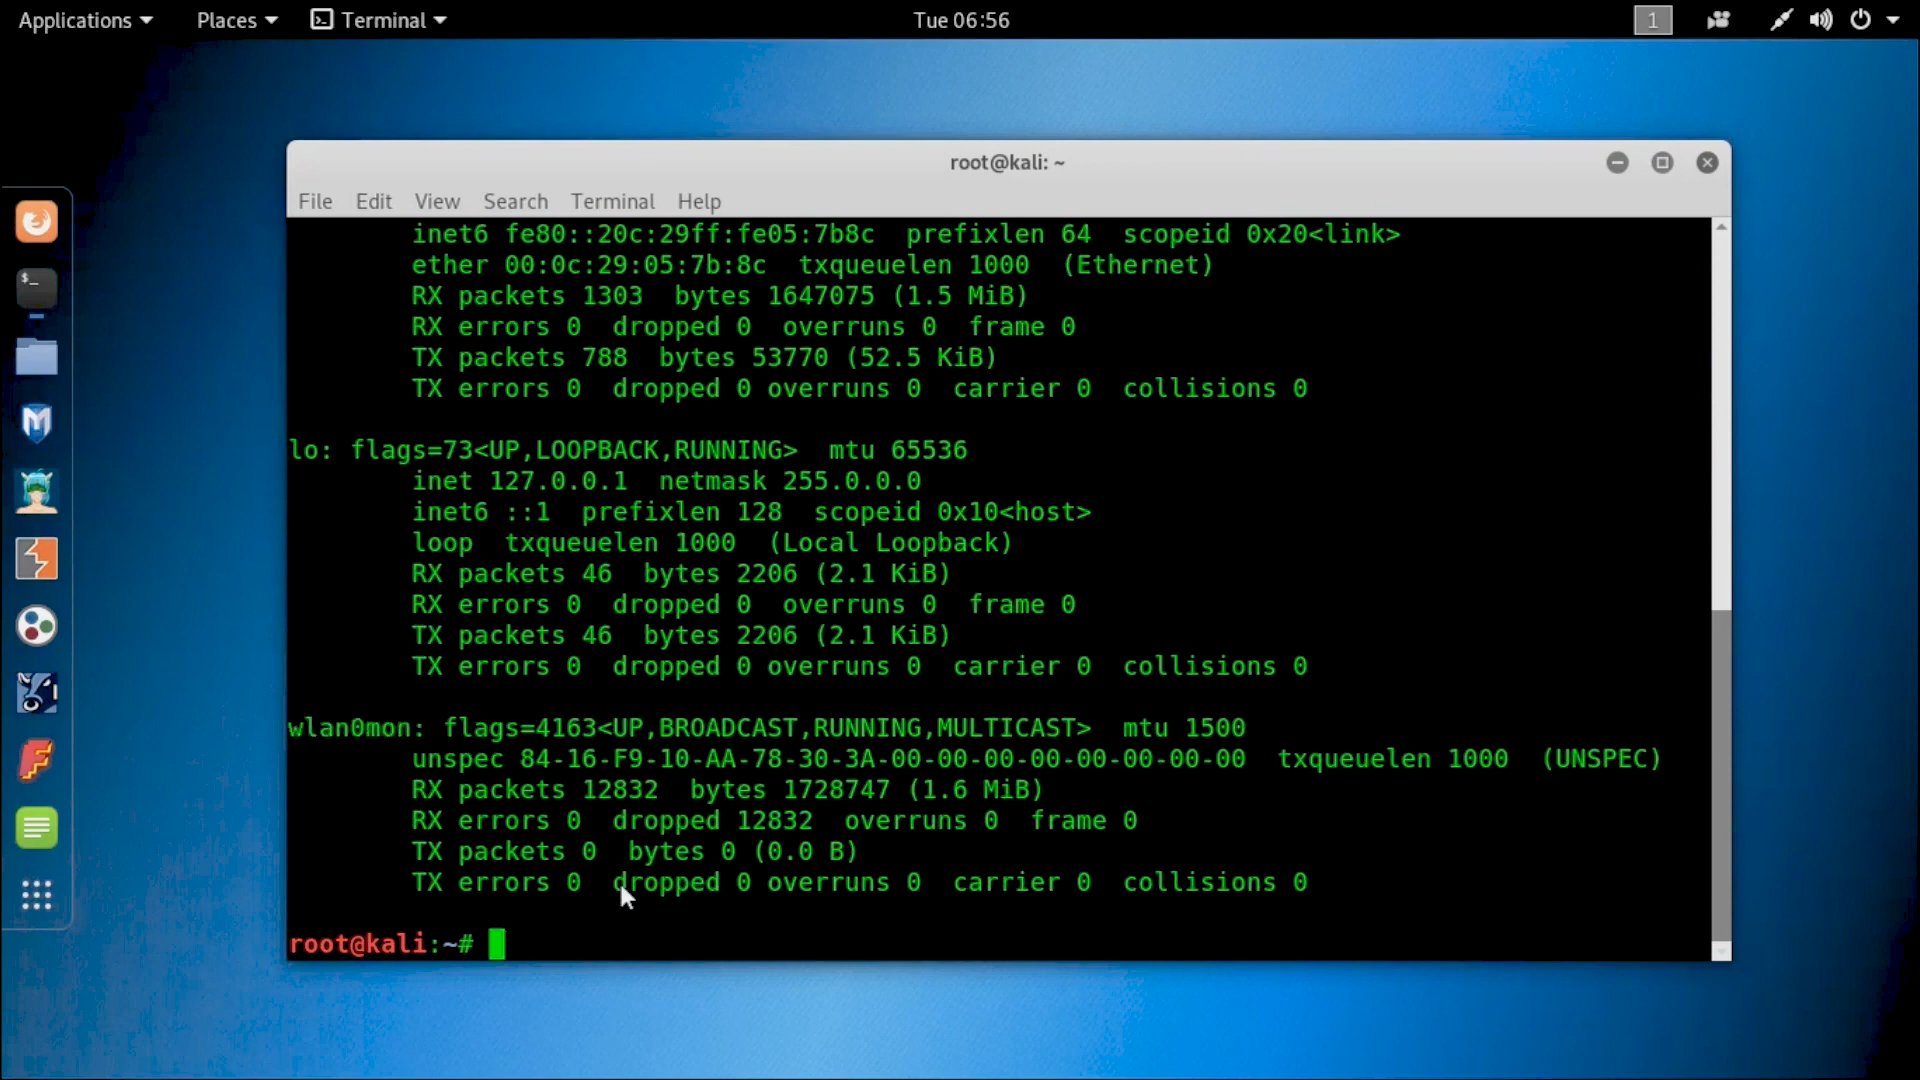 Applications Places Terminal Tue 06:56 1
root@kali: ~
File Edit View Search Terminal Help
inet6 fe80::20c:29ff:fe05:7b8c prefixlen 64 scopeid 0x20<link>
ether 00:0c:29:05:7b:8c txqueuelen 1000 (Ethernet)
RX packets 1303 bytes 1647075 (1.5 MiB)
RX errors 0 dropped 0 overruns 0 frame 0
TX packets 788 bytes 53770 (52.5 KiB)
TX errors 0 dropped 0 overruns 0 carrier 0 collisions 0
lo: flags=73<UP,LOOPBACK,RUNNING> mtu 65536
inet 127.0.0.1 netmask 255.0.0.0
inet6 ::1 prefixlen 128 scopeid 0x10<host>
loop txqueuelen 1000 (Local Loopback)
RX packets 46 bytes 2206 (2.1 KiB)
RX errors 0 dropped 0 overruns 0 frame 0
TX packets 46 bytes 2206 (2.1 KiB)
TX errors 0 dropped 0 overruns 0 carrier 0 collisions 0
wlan0mon: flags=4163<UP,BROADCAST,RUNNING,MULTICAST> mtu 1500
unspec 84-16-F9-10-AA-78-30-3A-00-00-00-00-00-00-00-00 txqueuelen 1000 (UNSPEC)
RX packets 12832 bytes 1728747 (1.6 MiB)
RX errors 0 dropped 12832 overruns 0 frame 0
TX packets 0 bytes 0 (0.0 B)
TX errors 0 dropped 0 overruns 0 carrier 0 collisions 0
root@kali:~#